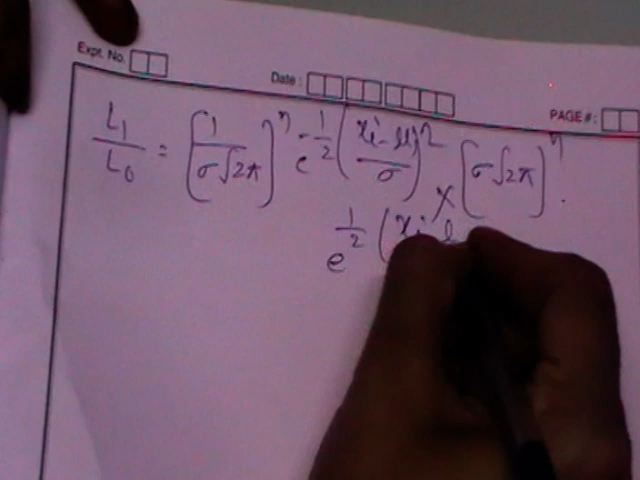 Expt. No.
Date :
PAGE #:
L₁/L₀ = [1/σ√2π]ⁿ e^-½((xᵢ-μ₁)/σ)² × [σ√2π]ⁿ .
e^½(xᵢ-